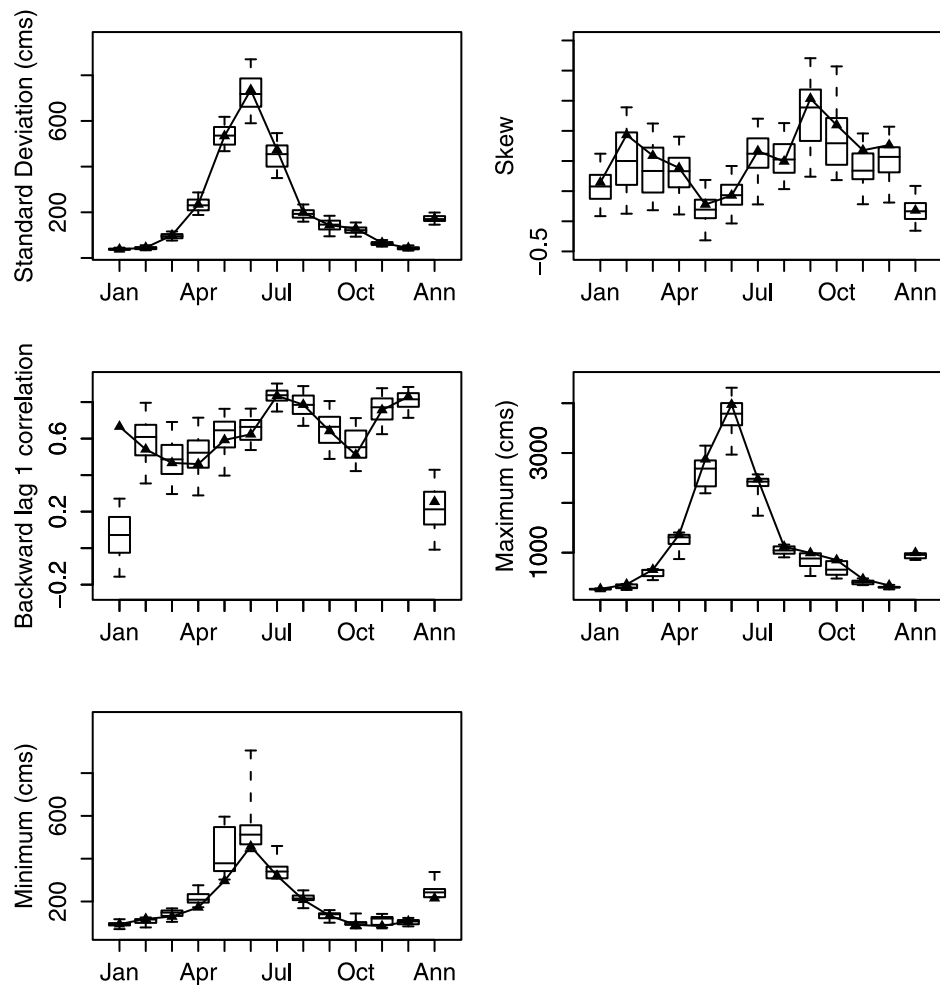 Standard Deviation (cms)
200
600
Jan
Apr
Jul
Oct
Ann
Skew
−0.5
Jan
Apr
Jul
Oct
Ann
Backward lag 1 correlation
−0.2
0.2
0.6
Jan
Apr
Jul
Oct
Ann
Maximum (cms)
1000
3000
Jan
Apr
Jul
Oct
Ann
Minimum (cms)
200
600
Jan
Apr
Jul
Oct
Ann